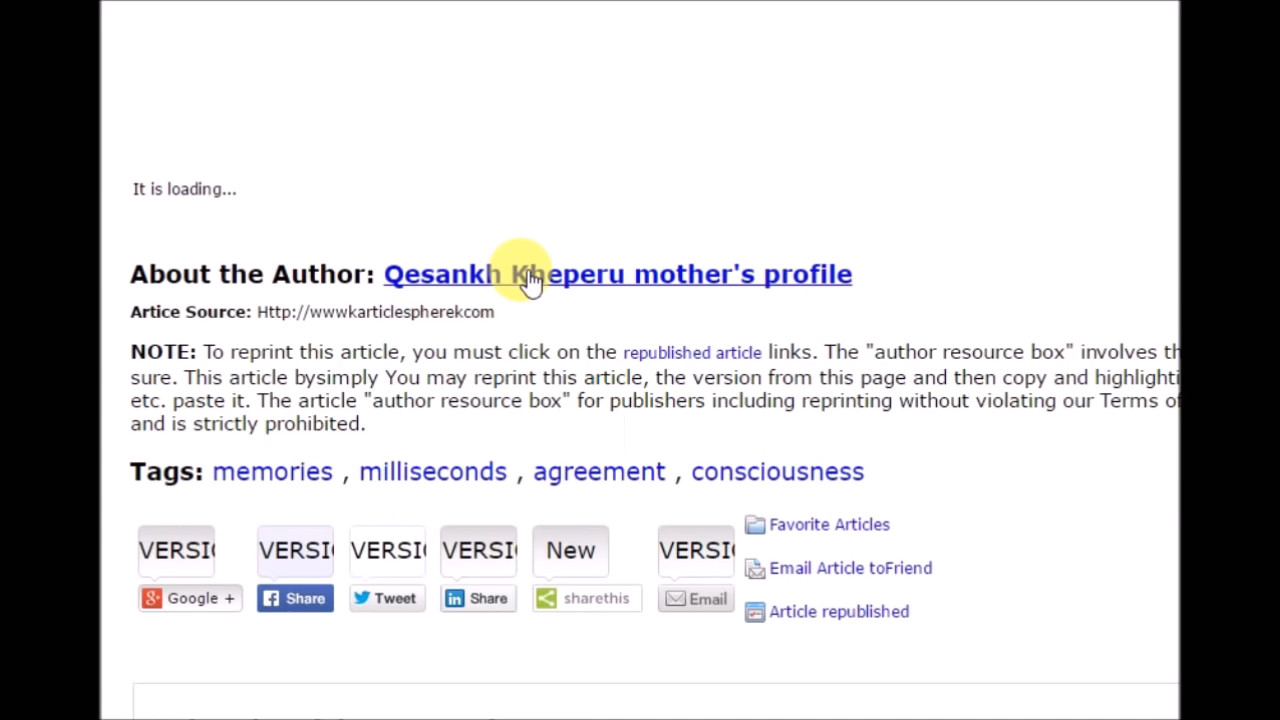 It is loading...
About the Author: Qesankh Kheperu mother's profile
Artice Source: Http://wwwkarticlespherekcom
NOTE: To reprint this article, you must click on the republished article links. The "author resource box" involves th
sure. This article bysimply You may reprint this article, the version from this page and then copy and highlighti
etc. paste it. The article "author resource box" for publishers including reprinting without violating our Terms of
and is strictly prohibited.
Tags: memories , milliseconds , agreement , consciousness
VERSI VERSI VERSI VERSI New VERSI
Google + Share Tweet Share sharethis Email
Favorite Articles
Email Article toFriend
Article republished